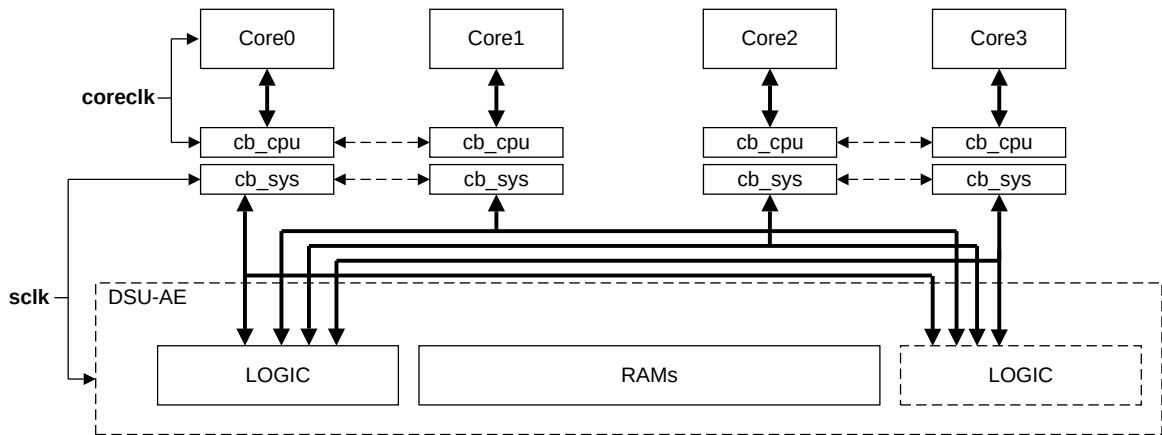 Core0
Core1
Core2
Core3
coreclk
cb_cpu
cb_cpu
cb_cpu
cb_cpu
cb_sys
cb_sys
cb_sys
cb_sys
sclk
DSU-AE
LOGIC
RAMs
LOGIC